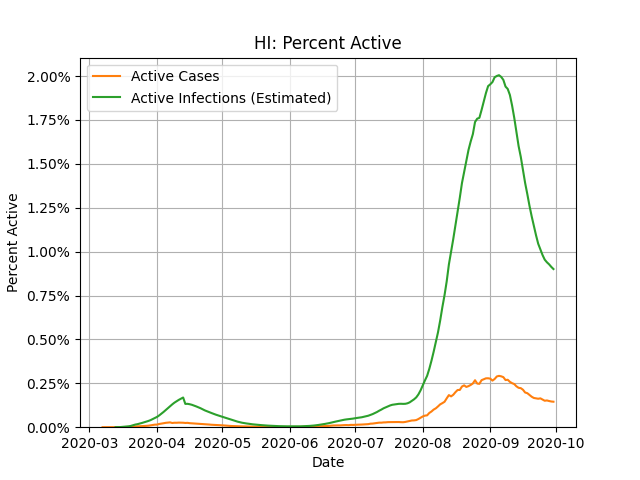 HI: Percent Active
Active Cases
Active Infections (Estimated)
Percent Active
2.00%
1.75%
1.50%
1.25%
1.00%
0.75%
0.50%
0.25%
0.00%
2020-03 2020-04 2020-05 2020-06 2020-07 2020-08 2020-09 2020-10
Date